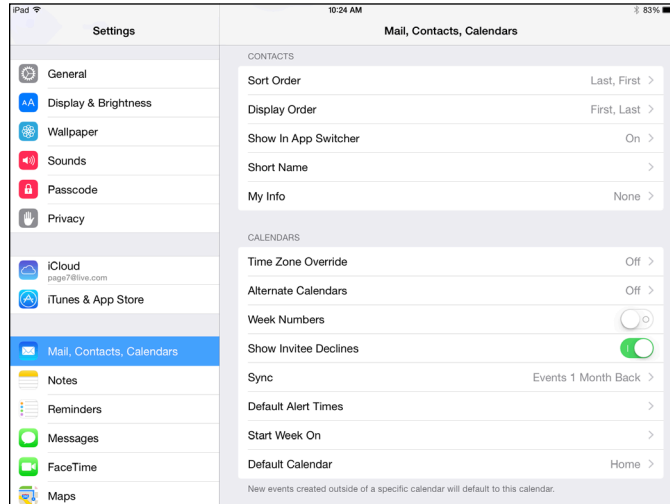 iPad 10:24 AM 83%
Settings
Mail, Contacts, Calendars
General
Display & Brightness
Wallpaper
Sounds
Passcode
Privacy
iCloud
page7@live.com
iTunes & App Store
Mail, Contacts, Calendars
Notes
Reminders
Messages
FaceTime
Maps
CONTACTS
Sort Order Last, First
Display Order First, Last
Show In App Switcher On
Short Name
My Info None
CALENDARS
Time Zone Override Off
Alternate Calendars Off
Week Numbers
Show Invitee Declines
Sync Events 1 Month Back
Default Alert Times
Start Week On
Default Calendar Home
New events created outside of a specific calendar will default to this calendar.